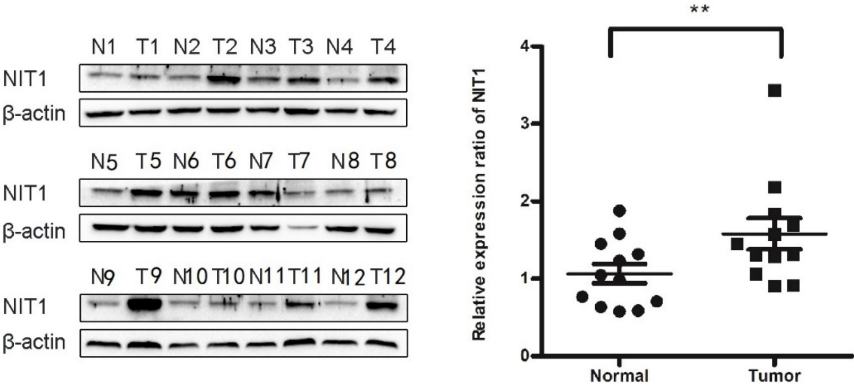 N1 T1 N2 T2 N3 T3 N4 T4
NIT1
β-actin
N5 T5 N6 T6 N7 T7 N8 T8
NIT1
β-actin
N9 T9 N10 T10 N11 T11 N12 T12
NIT1
β-actin
**
Relative expression ratio of NIT1
4
3
2
1
0
Normal Tumor